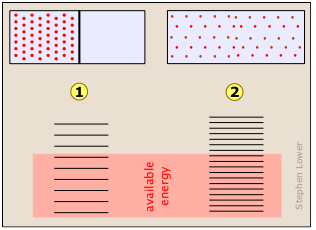 1
2
available
energy
Stephen Lower